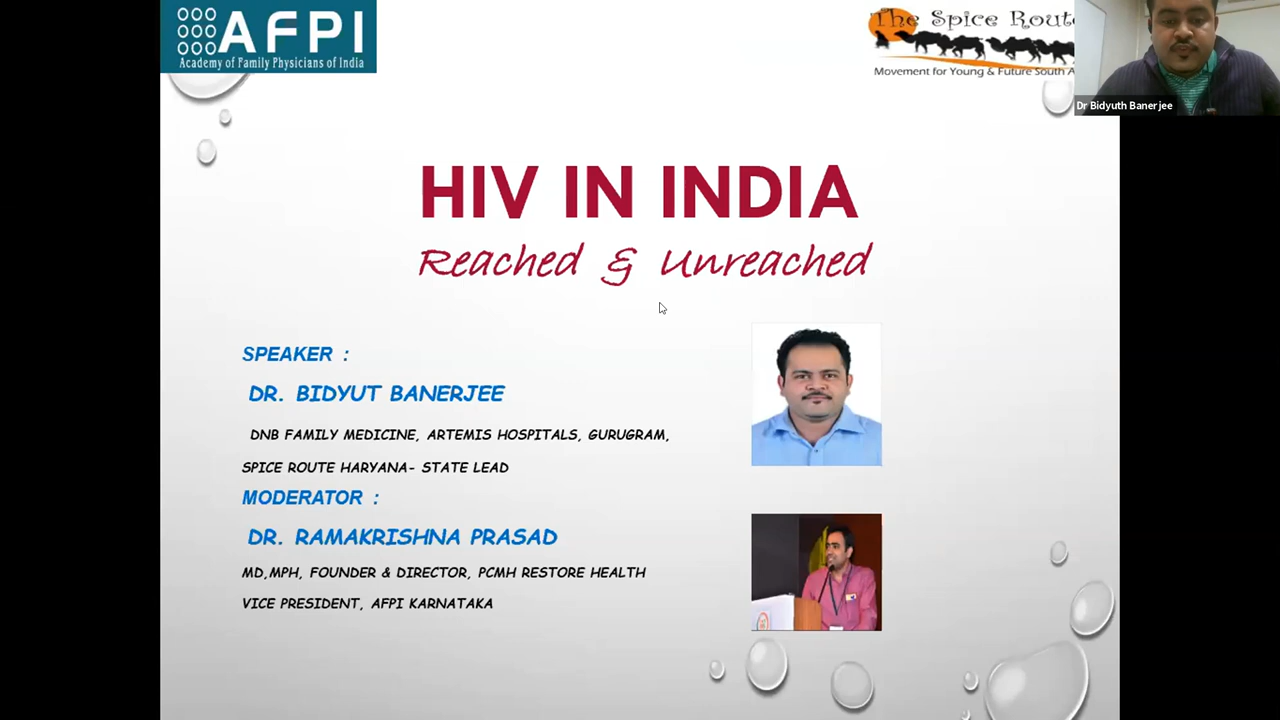 AFPI
Academy of Family Physicians of India
The Spice Route
Movement for Young & Future South A
Dr Bidyuth Banerjee
HIV IN INDIA
Reached & Unreached
SPEAKER :
DR. BIDYUT BANERJEE
DNB FAMILY MEDICINE, ARTEMIS HOSPITALS, GURUGRAM,
SPICE ROUTE HARYANA- STATE LEAD
MODERATOR :
DR. RAMAKRISHNA PRASAD
MD,MPH, FOUNDER & DIRECTOR, PCMH RESTORE HEALTH
VICE PRESIDENT, AFPI KARNATAKA